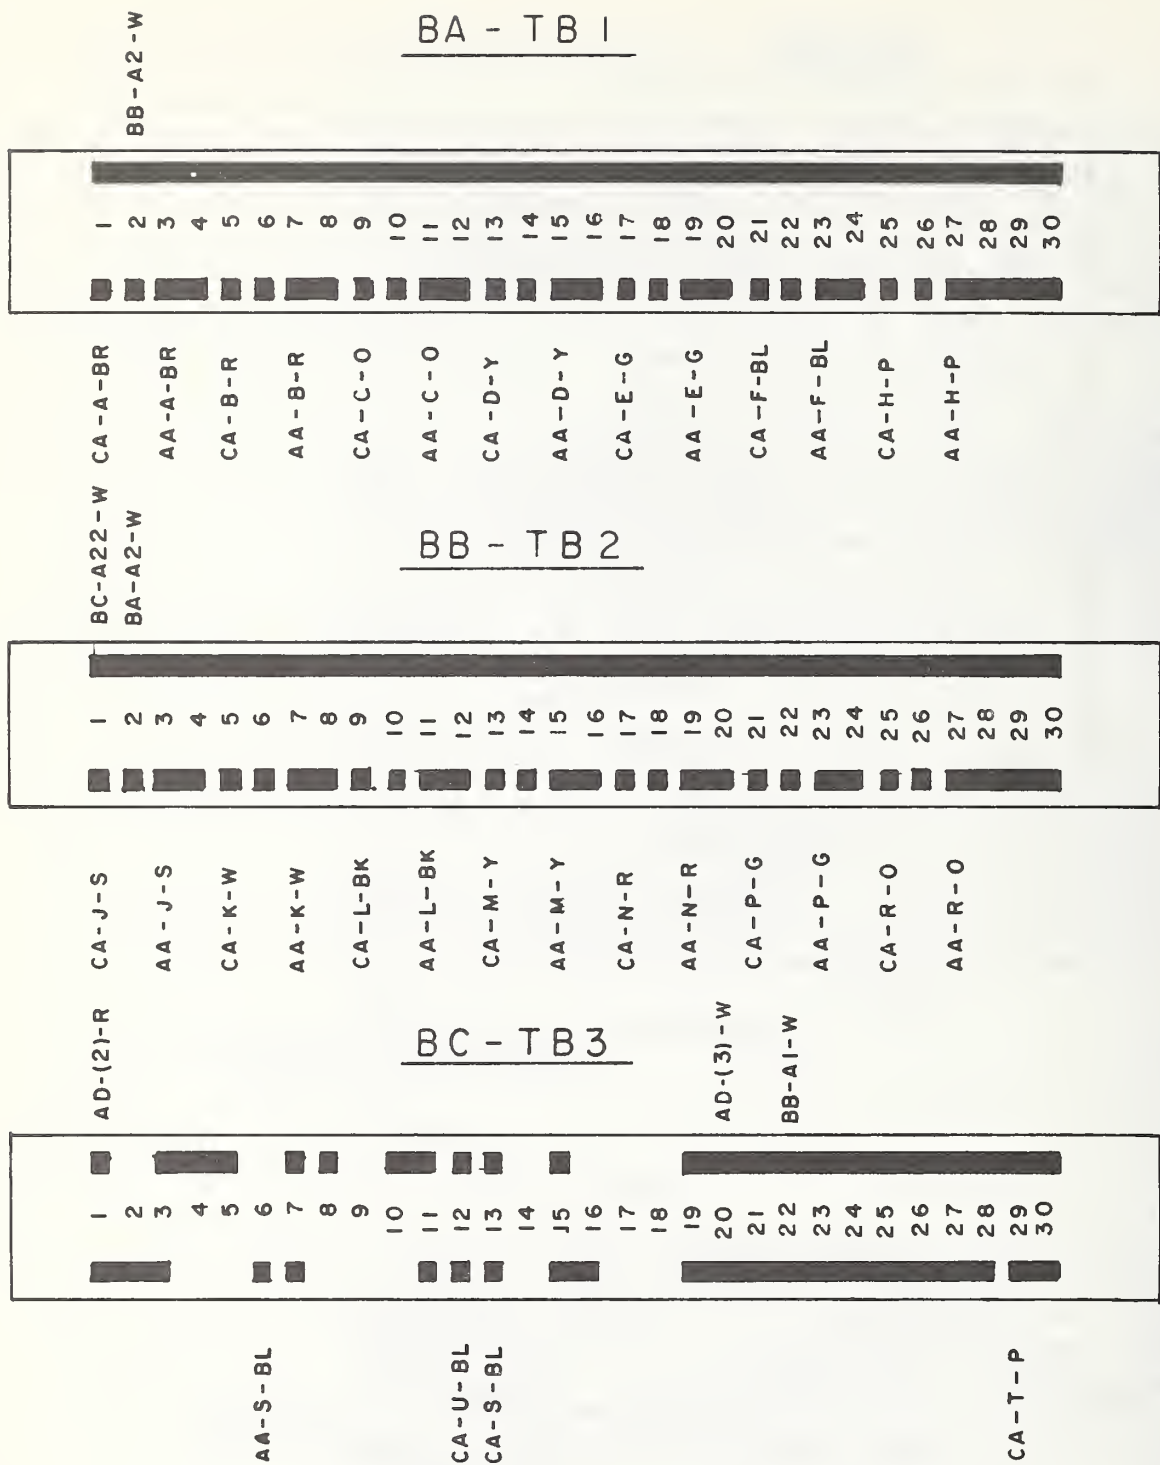 BA - TB 1
BB-A2-W
1 2 3 4 5 6 7 8 9 10 11 12 13 14 15 16 17 18 19 20 21 22 23 24 25 26 27 28 29 30
CA-A-BR
AA-A-BR
CA-B-R
AA-B-R
CA-C-O
AA-C-O
CA-D-Y
AA-D-Y
CA-E-G
AA-E-G
CA-F-BL
AA-F-BL
CA-H-P
AA-H-P
BB - TB 2
BC-A22-W
BA-A2-W
1 2 3 4 5 6 7 8 9 10 11 12 13 14 15 16 17 18 19 20 21 22 23 24 25 26 27 28 29 30
CA-J-S
AA-J-S
CA-K-W
AA-K-W
CA-L-BK
AA-L-BK
CA-M-Y
AA-M-Y
CA-N-R
AA-N-R
CA-P-G
AA-P-G
CA-R-O
AA-R-O
BC - TB 3
AD-(2)-R
AD-(3)-W
BB-A1-W
1 2 3 4 5 6 7 8 9 10 11 12 13 14 15 16 17 18 19 20 21 22 23 24 25 26 27 28 29 30
AA-S-BL
CA-U-BL
CA-S-BL
CA-T-P